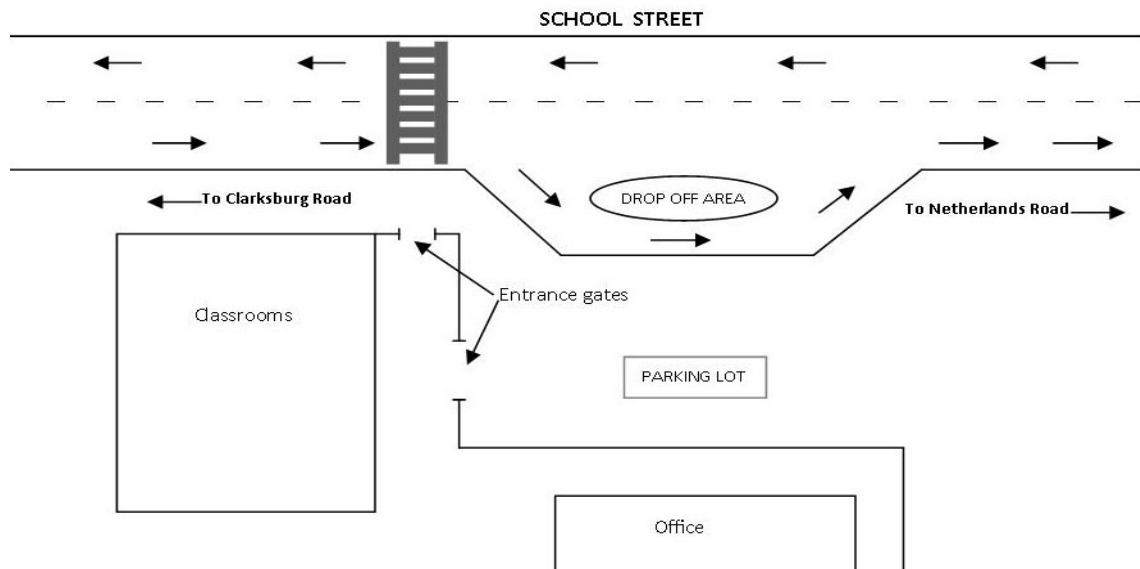 SCHOOL STREET
DROP OFF AREA
To Clarksburg Road
To Netherlands Road
Entrance gates
Classrooms
PARKING LOT
Office